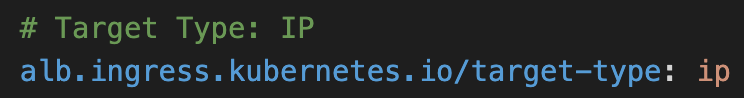 # Target Type: IP
alb.ingress.kubernetes.io/target-type: ip